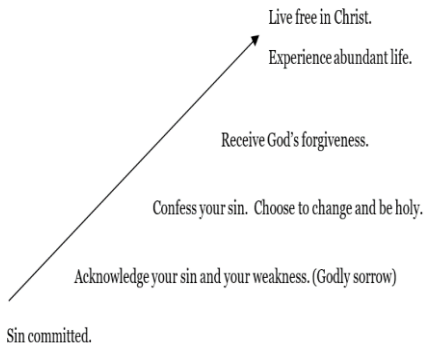 Live free in Christ.
Experience abundant life.
Receive God's forgiveness.
Confess your sin.  Choose to change and be holy.
Acknowledge your sin and your weakness. (Godly sorrow)
Sin committed.